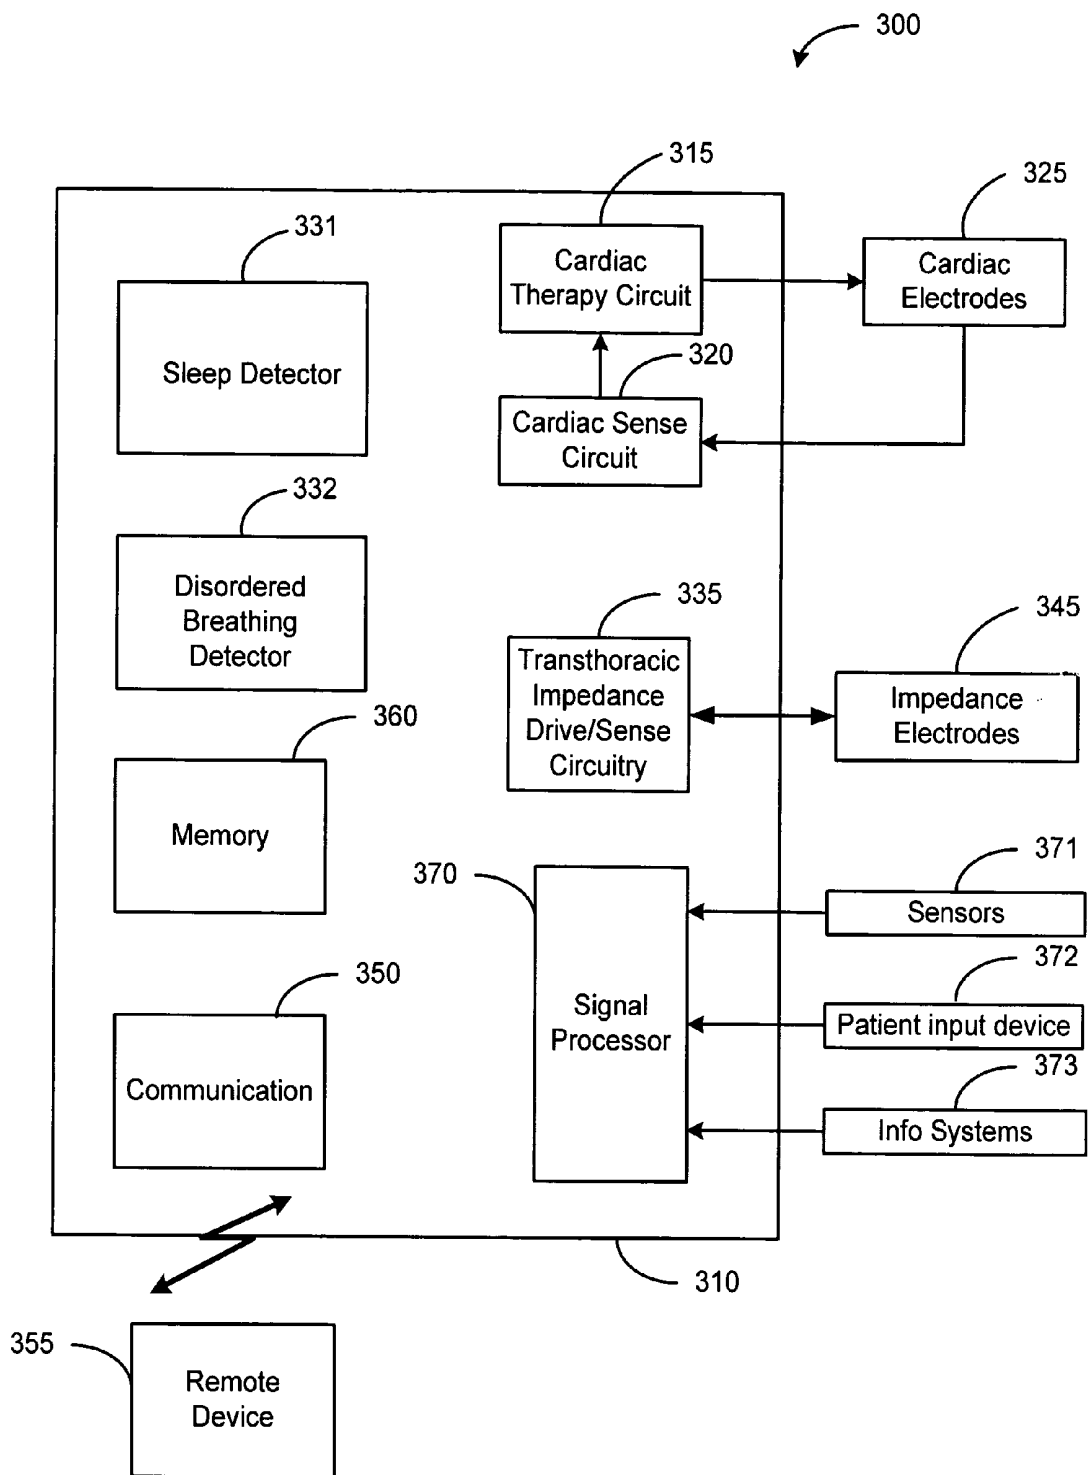 300
315
325
331
Cardiac
Therapy Circuit
Cardiac
Electrodes
320
Sleep Detector
Cardiac Sense
Circuit
332
Disordered
Breathing
Detector
335
345
Transthoracic
Impedance
Drive/Sense
Circuitry
Impedance
Electrodes
360
Memory
370
371
Sensors
372
350
Signal
Processor
Patient input device
Communication
373
Info Systems
310
355
Remote
Device